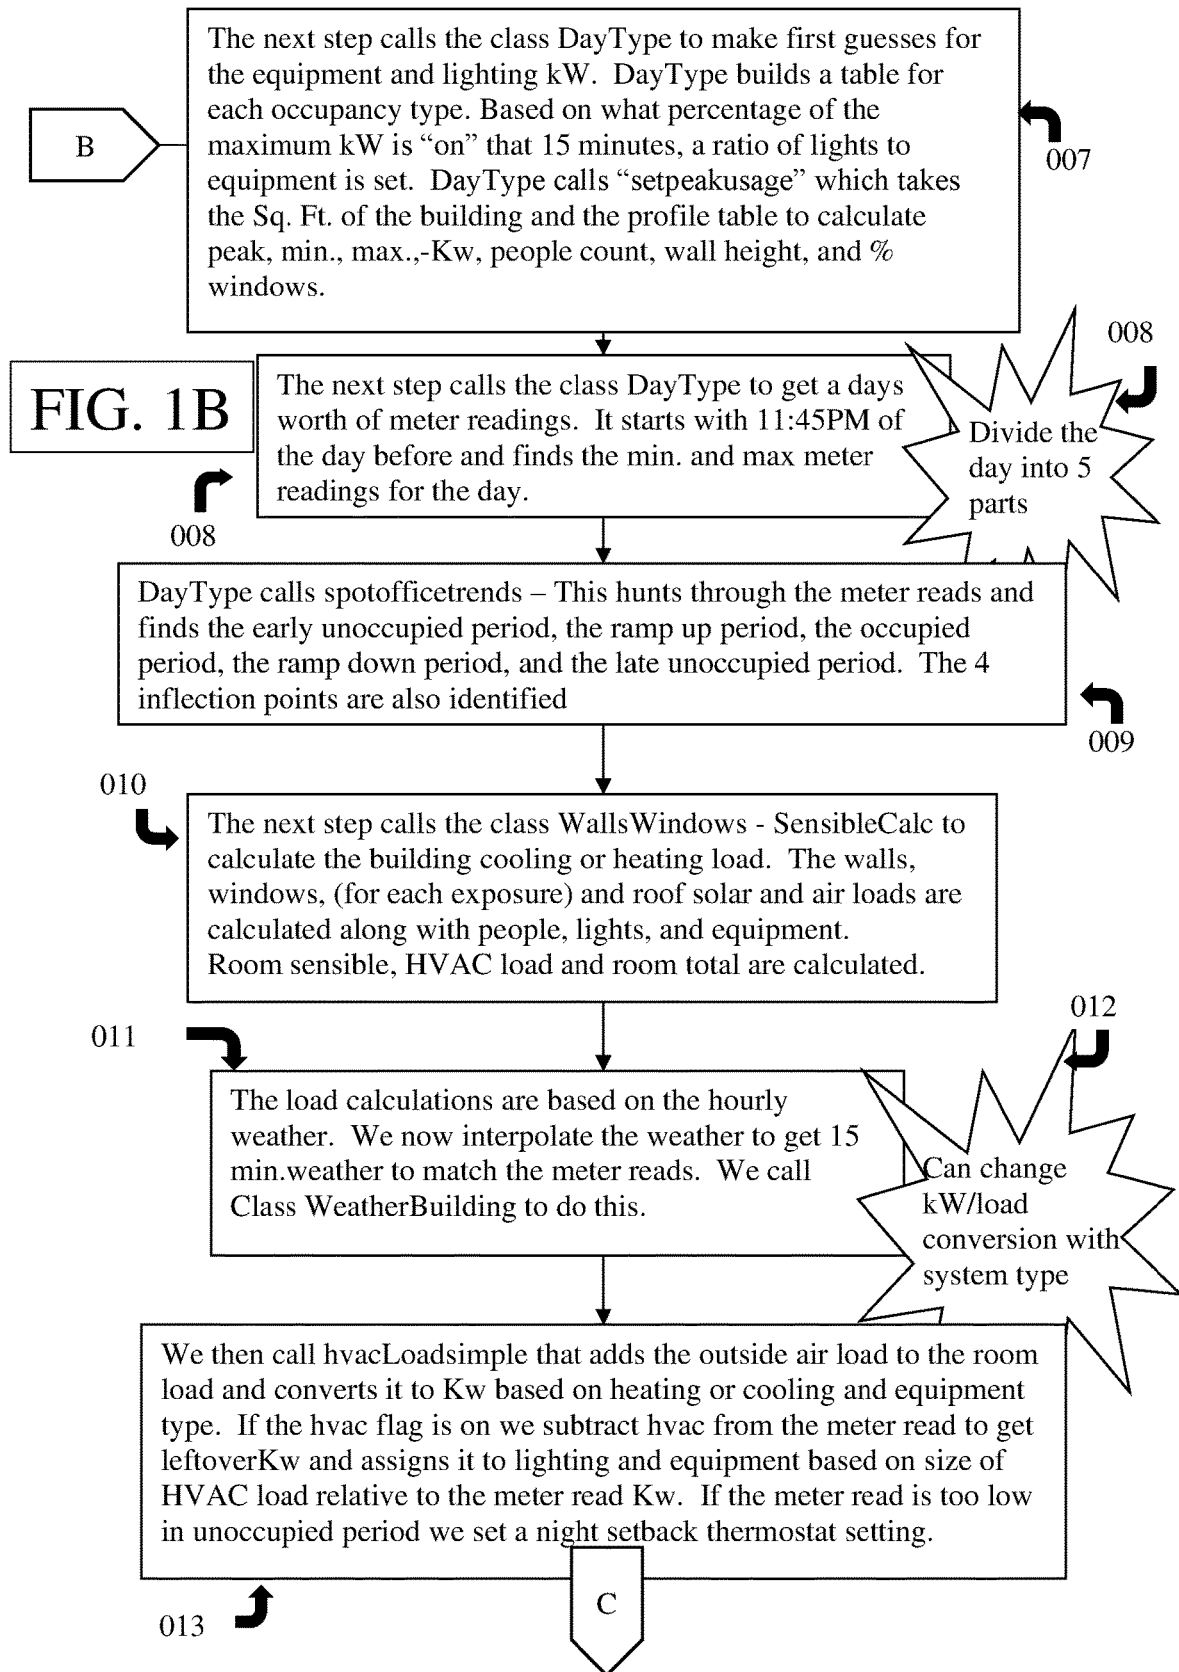 The next step calls the class DayType to make first guesses for
the equipment and lighting kW.  DayType builds a table for
each occupancy type. Based on what percentage of the
maximum kW is “on” that 15 minutes, a ratio of lights to
equipment is set.  DayType calls “setpeakusage” which takes
the Sq. Ft. of the building and the profile table to calculate
peak, min., max.,-Kw, people count, wall height, and %
windows.
B
007
FIG. 1B
The next step calls the class DayType to get a days
worth of meter readings.  It starts with 11:45PM of
the day before and finds the min. and max meter
readings for the day.
008
008
Divide the
day into 5
parts
DayType calls spotofficetrends – This hunts through the meter reads and
finds the early unoccupied period, the ramp up period, the occupied
period, the ramp down period, and the late unoccupied period.  The 4
inflection points are also identified
009
010
The next step calls the class WallsWindows - SensibleCalc to
calculate the building cooling or heating load.  The walls,
windows, (for each exposure) and roof solar and air loads are
calculated along with people, lights, and equipment.
Room sensible, HVAC load and room total are calculated.
011
012
The load calculations are based on the hourly
weather.  We now interpolate the weather to get 15
min.weather to match the meter reads.  We call
Class WeatherBuilding to do this.
Can change
kW/load
conversion with
system type
We then call hvacLoadsimple that adds the outside air load to the room
load and converts it to Kw based on heating or cooling and equipment
type.  If the hvac flag is on we subtract hvac from the meter read to get
leftoverKw and assigns it to lighting and equipment based on size of
HVAC load relative to the meter read Kw.  If the meter read is too low
in unoccupied period we set a night setback thermostat setting.
013
C